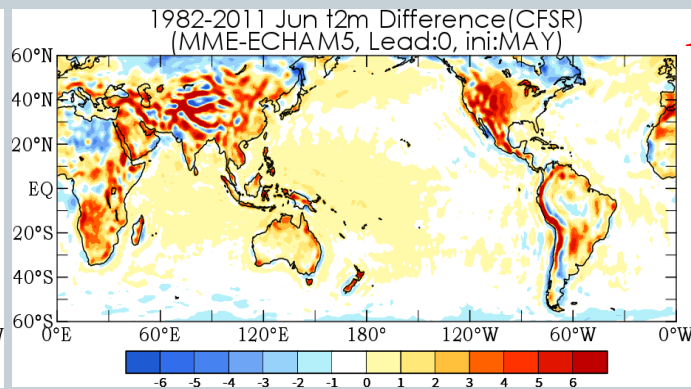 1982-2011 Jun t2m Difference(CFSR)
(MME-ECHAM5, Lead:0, ini:MAY)
60°N
40°N
20°N
EQ
20°S
40°S
60°S
0°E 60°E 120°E 180° 120°W 60°W 0°W
-6 -5 -4 -3 -2 -1 0 1 2 3 4 5 6